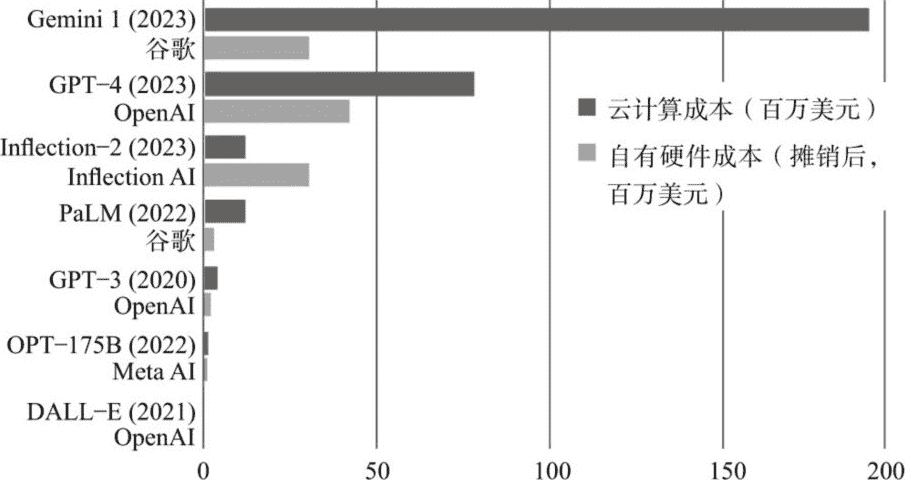 Gemini 1 (2023)
谷歌
GPT-4 (2023)
OpenAI
Inflection-2 (2023)
Inflection AI
PaLM (2022)
谷歌
GPT-3 (2020)
OpenAI
OPT-175B (2022)
Meta AI
DALL-E (2021)
OpenAI
云计算成本（百万美元）
自有硬件成本（摊销后，
百万美元）
0 50 100 150 200